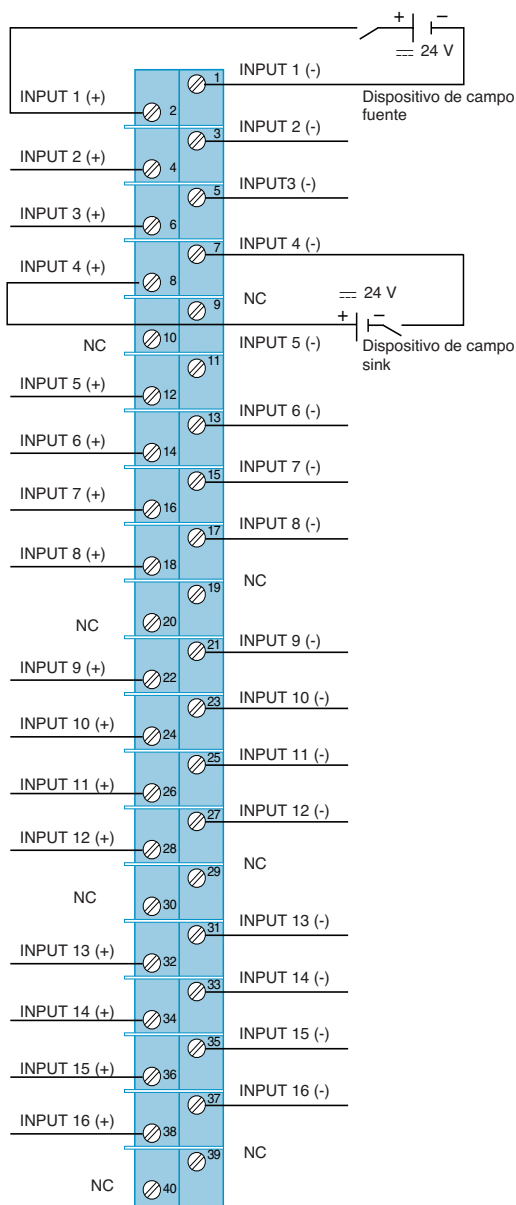 + −
24 V
INPUT 1 (-)
1
Dispositivo de campo
fuente
INPUT 1 (+)
2
INPUT 2 (-)
3
INPUT 2 (+)
4
INPUT3 (-)
5
INPUT 3 (+)
6
INPUT 4 (-)
7
INPUT 4 (+)
8
NC
9
24 V
+ −
NC
10
INPUT 5 (-)
Dispositivo de campo
sink
11
INPUT 5 (+)
12
INPUT 6 (-)
13
INPUT 6 (+)
14
INPUT 7 (-)
15
INPUT 7 (+)
16
INPUT 8 (-)
17
INPUT 8 (+)
18
NC
19
NC
20
INPUT 9 (-)
21
INPUT 9 (+)
22
INPUT 10 (-)
23
INPUT 10 (+)
24
INPUT 11 (-)
25
INPUT 11 (+)
26
INPUT 12 (-)
27
INPUT 12 (+)
28
NC
29
NC
30
INPUT 13 (-)
31
INPUT 13 (+)
32
INPUT 14 (-)
33
INPUT 14 (+)
34
INPUT 15 (-)
35
INPUT 15 (+)
36
INPUT 16 (-)
37
INPUT 16 (+)
38
NC
39
NC
40